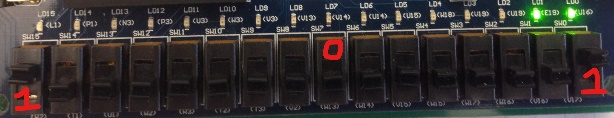 LD15 LD14 LD13 LD12 LD11 LD10 LD9 LD8 LD7 LD6 LD5 LD4 LD3 LD2 LD1 LD0
(L1) (P1) (N3) (P3) (U3) (W3) (V3) (V13) (V14) (U14) (U15) (W18) (V19) (U19) (E19) (U16)
SW15 SW14 SW13 SW12 SW11 SW10 SW9 SW8 SW7 SW6 SW5 SW4 SW3 SW2 SW1 SW0
0
1 1
(R2) (T1) (U1) (W2) (T2) (T3) (V2) (W13) (W14) (V15) (W15) (W17) (W16) (V16) (V17)